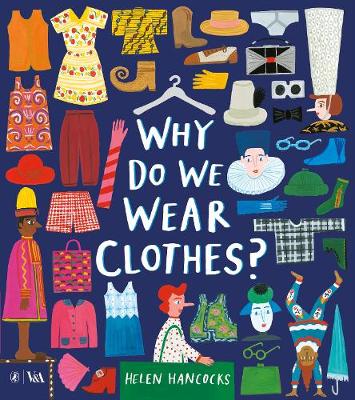 WHY
DO WE
WEAR
CLOTHES?
HELEN HANCOCKS
V&A